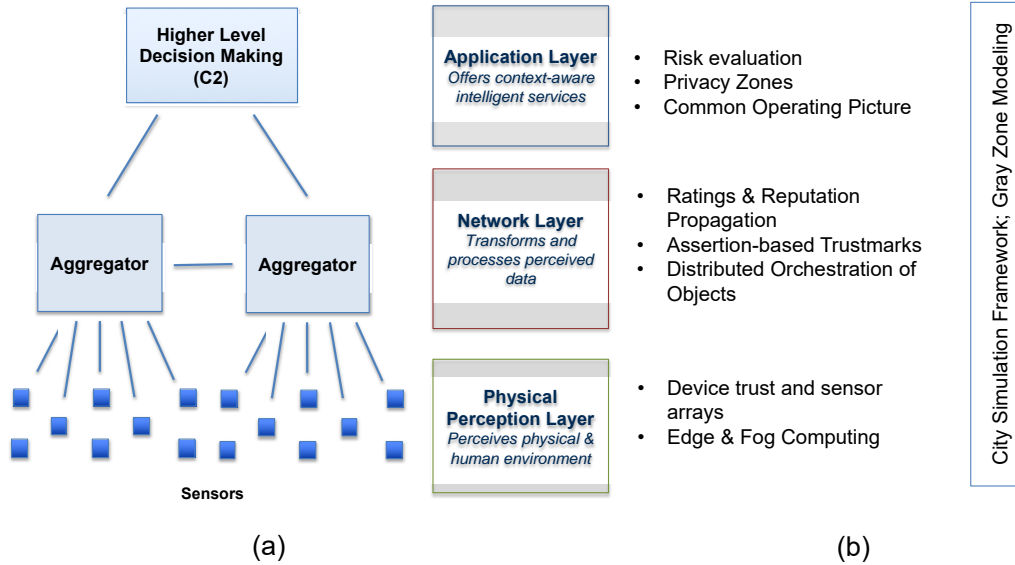 Higher Level
Decision Making
(C2)
Aggregator
Aggregator
Sensors
(a)
Application Layer
Offers context-aware
intelligent services
• Risk evaluation
• Privacy Zones
• Common Operating Picture
Network Layer
Transforms and
processes perceived
data
• Ratings & Reputation
Propagation
• Assertion-based Trustmarks
• Distributed Orchestration of
Objects
Physical
Perception Layer
Perceives physical &
human environment
• Device trust and sensor
arrays
• Edge & Fog Computing
City Simulation Framework; Gray Zone Modeling
(b)